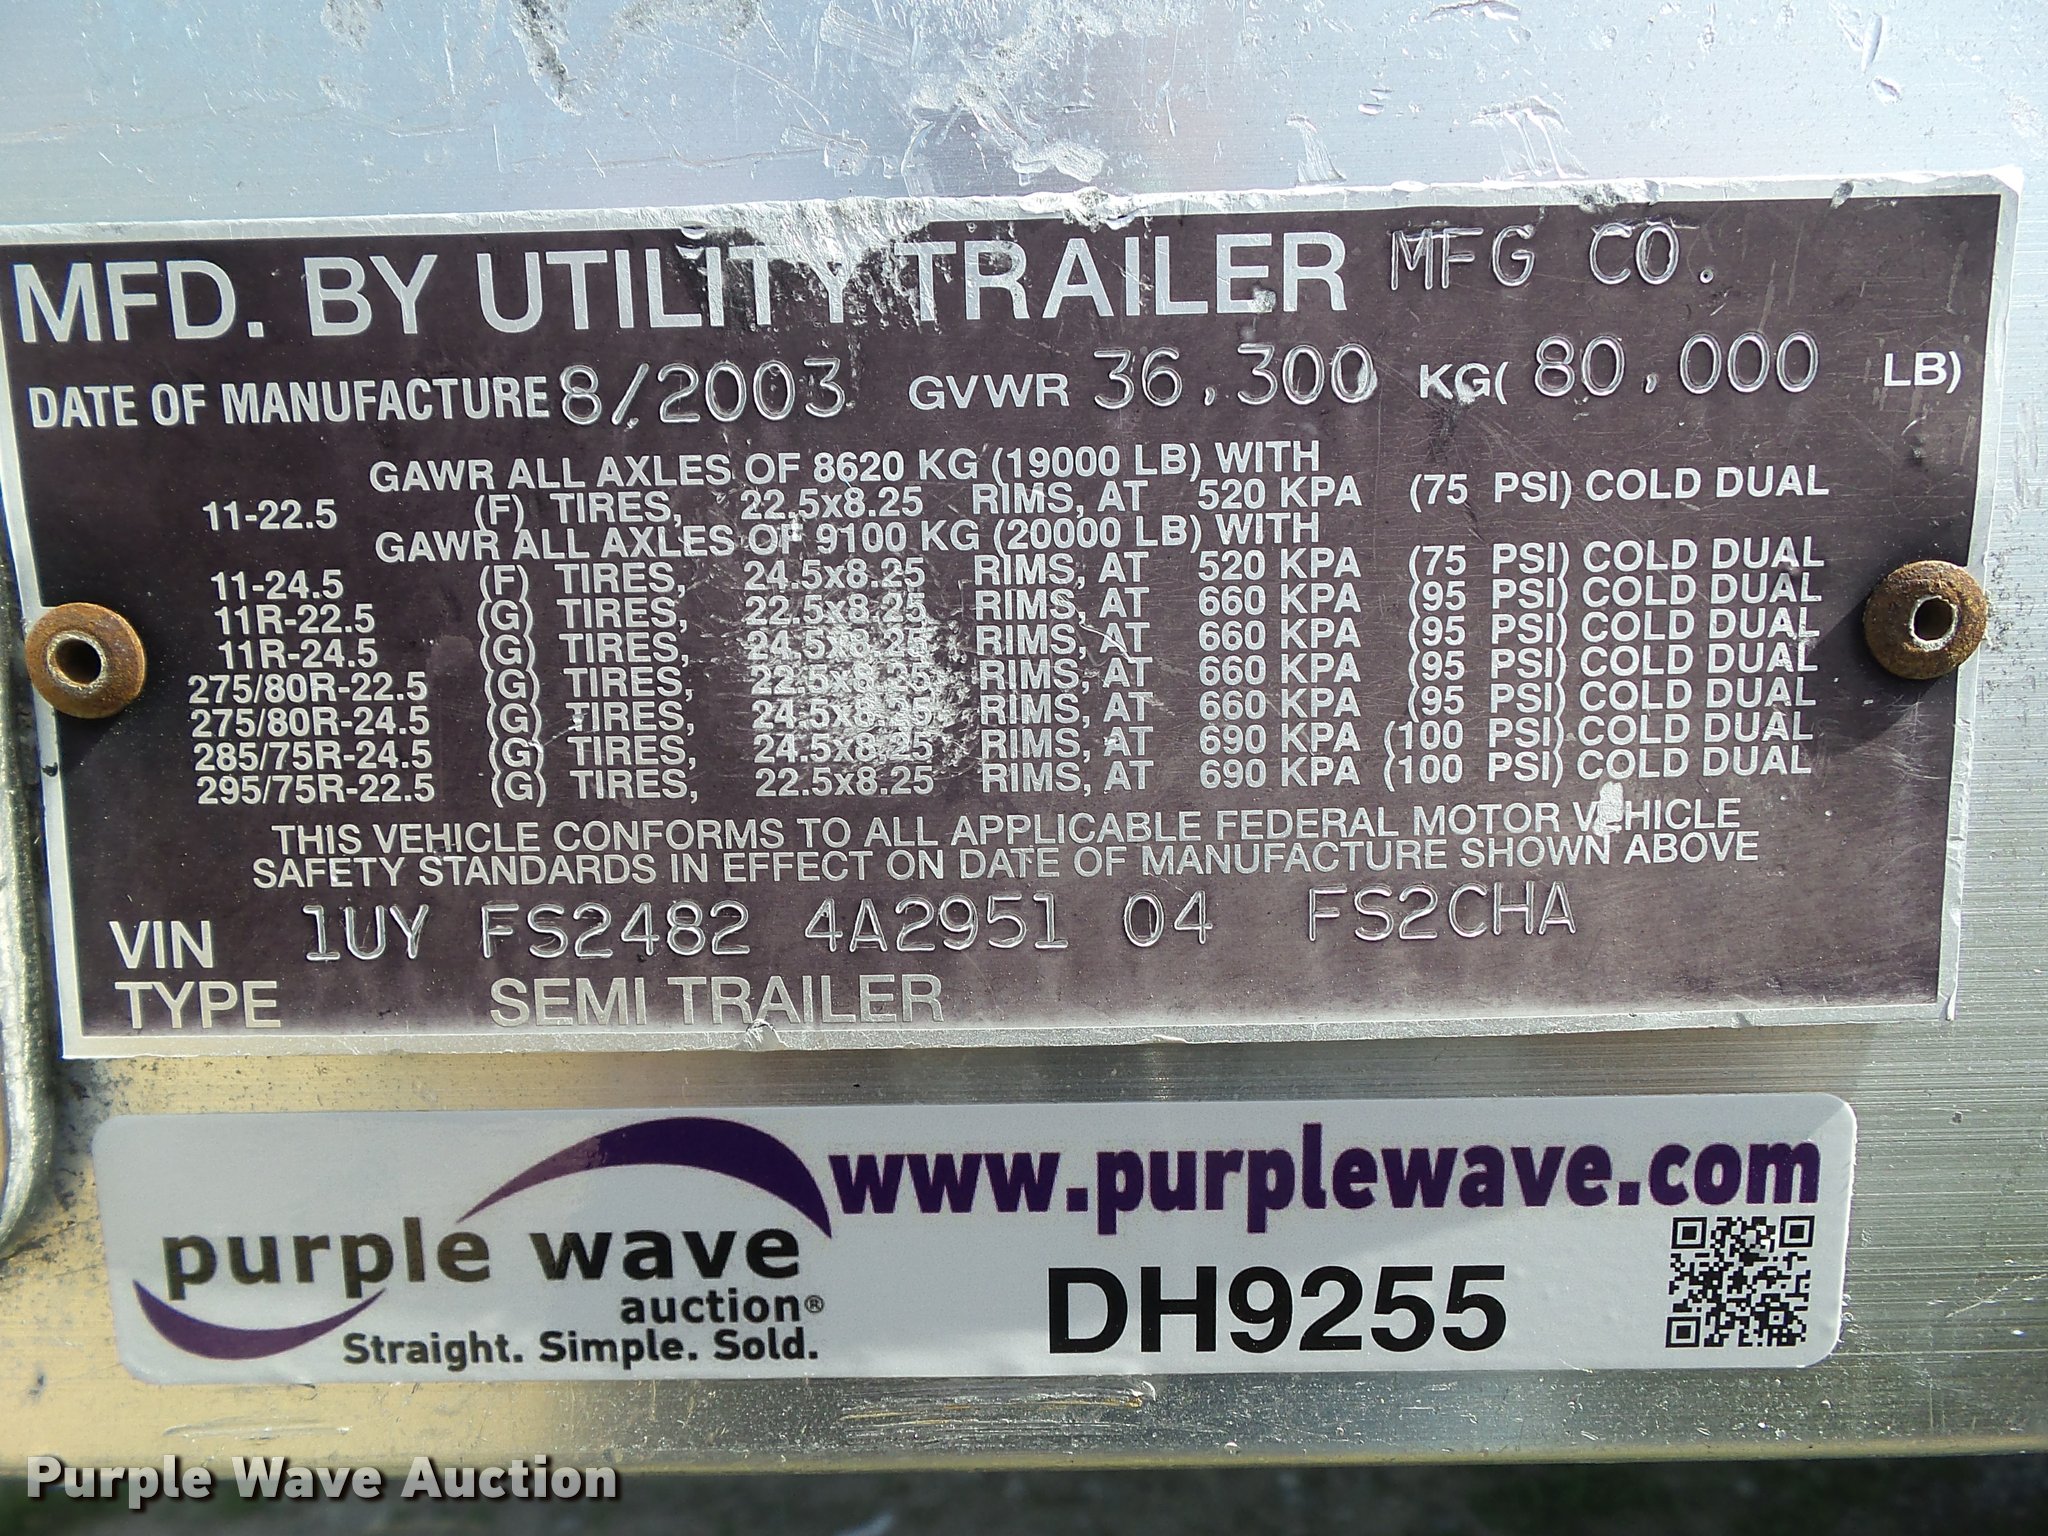 MFD. BY UTILITY TRAILER MFG CO.
DATE OF MANUFACTURE 8/2003 GVWR 36,300 KG( 80,000 LB)
GAWR ALL AXLES OF 8620 KG (19000 LB) WITH
11-22.5 (F) TIRES, 22.5x8.25 RIMS, AT 520 KPA (75 PSI) COLD DUAL
GAWR ALL AXLES OF 9100 KG (20000 LB) WITH
11-24.5 (F) TIRES, 24.5x8.25 RIMS, AT 520 KPA (75 PSI) COLD DUAL
11R-22.5 (G) TIRES, 22.5x8.25 RIMS, AT 660 KPA (95 PSI) COLD DUAL
11R-24.5 (G) TIRES, 24.5x8.25 RIMS, AT 660 KPA (95 PSI) COLD DUAL
275/80R-22.5 (G) TIRES, 22.5x8.25 RIMS, AT 660 KPA (95 PSI) COLD DUAL
275/80R-24.5 (G) TIRES, 24.5x8.25 RIMS, AT 660 KPA (95 PSI) COLD DUAL
285/75R-24.5 (G) TIRES, 24.5x8.25 RIMS, AT 690 KPA (100 PSI) COLD DUAL
295/75R-22.5 (G) TIRES, 22.5x8.25 RIMS, AT 690 KPA (100 PSI) COLD DUAL
THIS VEHICLE CONFORMS TO ALL APPLICABLE FEDERAL MOTOR VEHICLE
SAFETY STANDARDS IN EFFECT ON DATE OF MANUFACTURE SHOWN ABOVE
VIN 1UY FS2482 4A2951 04 FS2CHA
TYPE SEMI TRAILER
www.purplewave.com
purple wave
auction®
Straight. Simple. Sold.
DH9255
Purple Wave Auction